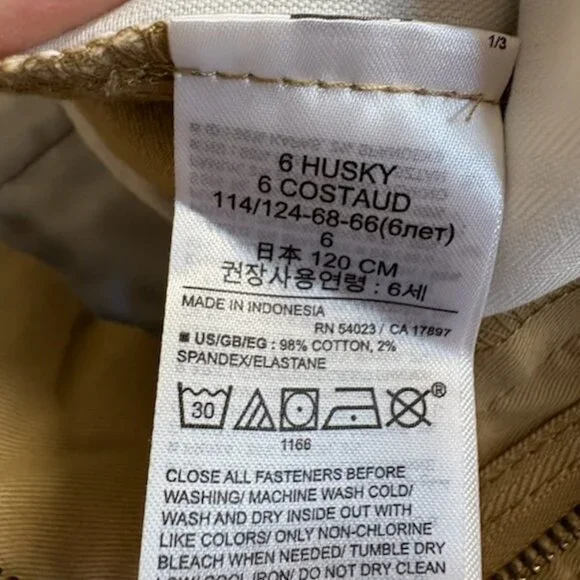 1/3
6 HUSKY
6 COSTAUD
114/124-68-66(6лет)
6
日本 120 CM
권장사용연령 : 6세
MADE IN INDONESIA
RN 54023 / CA 17897
■ US/GB/EG : 98% COTTON, 2%
SPANDEX/ELASTANE
30
®
1166
CLOSE ALL FASTENERS BEFORE
WASHING/ MACHINE WASH COLD/
WASH AND DRY INSIDE OUT WITH
LIKE COLORS/ ONLY NON-CHLORINE
BLEACH WHEN NEEDED/ TUMBLE DRY
LOW/ COOL IRON/ DO NOT DRY CLEAN